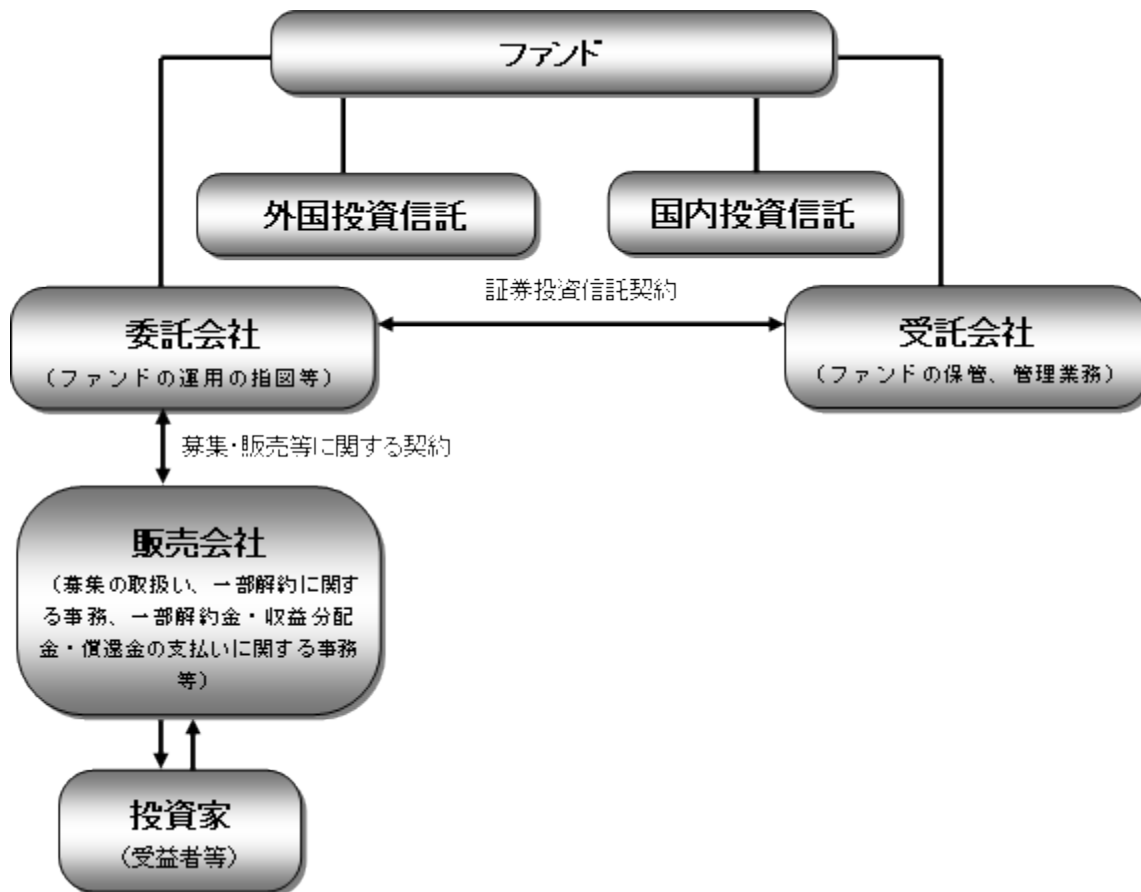 ファンド
外国投資信託
国内投資信託
証券投資信託契約
委託会社
（ファンドの運用の指図等）
受託会社
（ファンドの保管、管理業務）
募集・販売等に関する契約
販売会社
（募集の取扱い、一部解約に関す
る事務、一部解約金・収益分配
金・償還金の支払いに関する事務
等）
投資家
（受益者等）